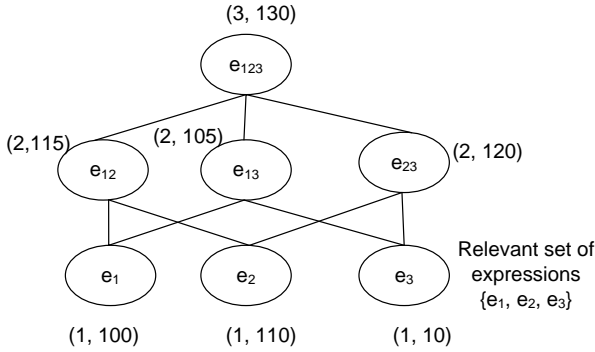 (3, 130)
e₁₂₃
(2,115)
(2, 105)
(2, 120)
e₁₂
e₁₃
e₂₃
e₁
e₂
e₃
Relevant set of
expressions
{e₁, e₂, e₃}
(1, 100)
(1, 110)
(1, 10)